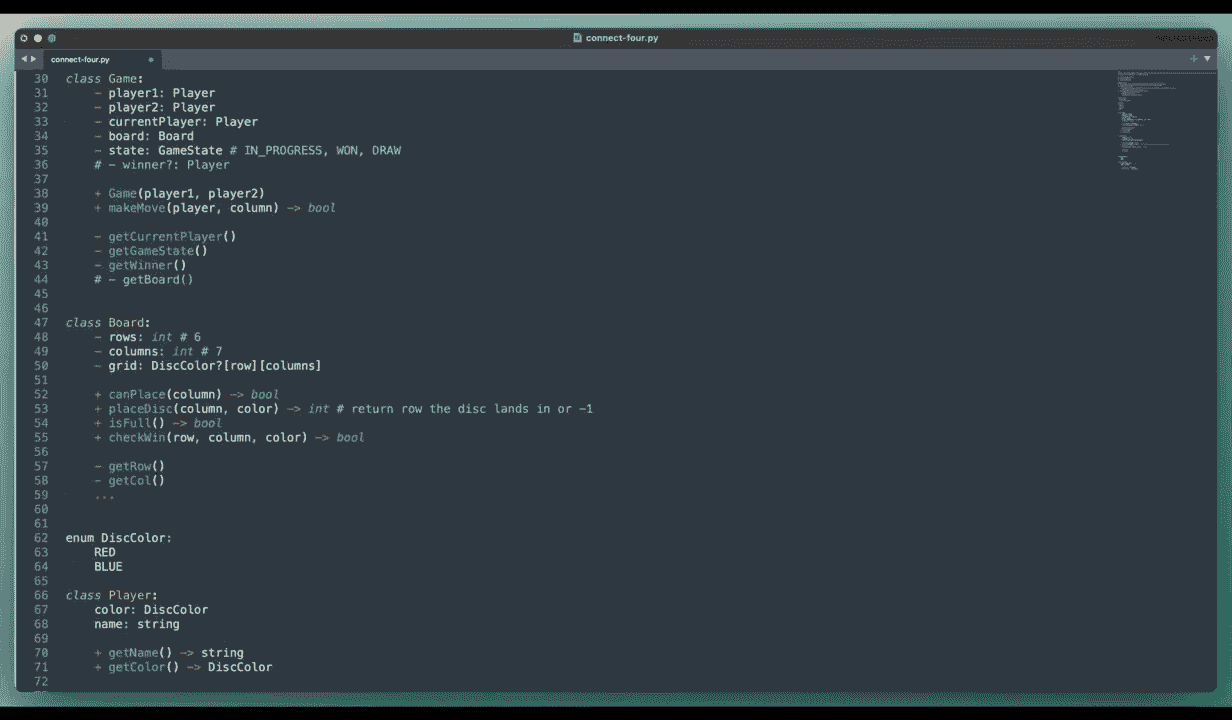 connect-four.py
connect-four.py
30 class Game:
31 - player1: Player
32 - player2: Player
33 - currentPlayer: Player
34 - board: Board
35 - state: GameState # IN_PROGRESS, WON, DRAW
36 # - winner?: Player
37
38 + Game(player1, player2)
39 + makeMove(player, column) -> bool
40
41 - getCurrentPlayer()
42 - getGameState()
43 - getWinner()
44 # - getBoard()
45
46
47 class Board:
48 - rows: int # 6
49 - columns: int # 7
50 - grid: DiscColor?[row][columns]
51
52 + canPlace(column) -> bool
53 + placeDisc(column, color) -> int # return row the disc lands in or -1
54 + isFull() -> bool
55 + checkWin(row, column, color) -> bool
56
57 - getRow()
58 - getCol()
59 ...
60
61
62 enum DiscColor:
63 RED
64 BLUE
65
66 class Player:
67 color: DiscColor
68 name: string
69
70 + getName() -> string
71 + getColor() -> DiscColor
72